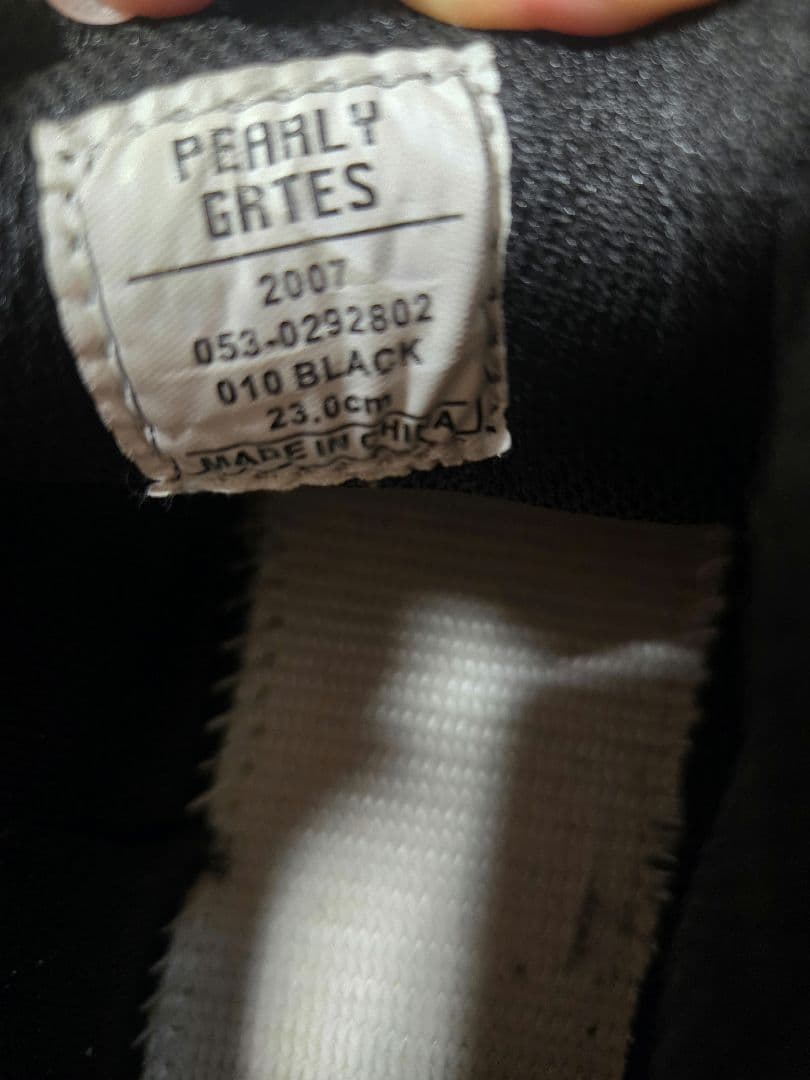 PEARLY
GATES
2007
053-0292802
010 BLACK
23.0cm
MADE IN CHINA